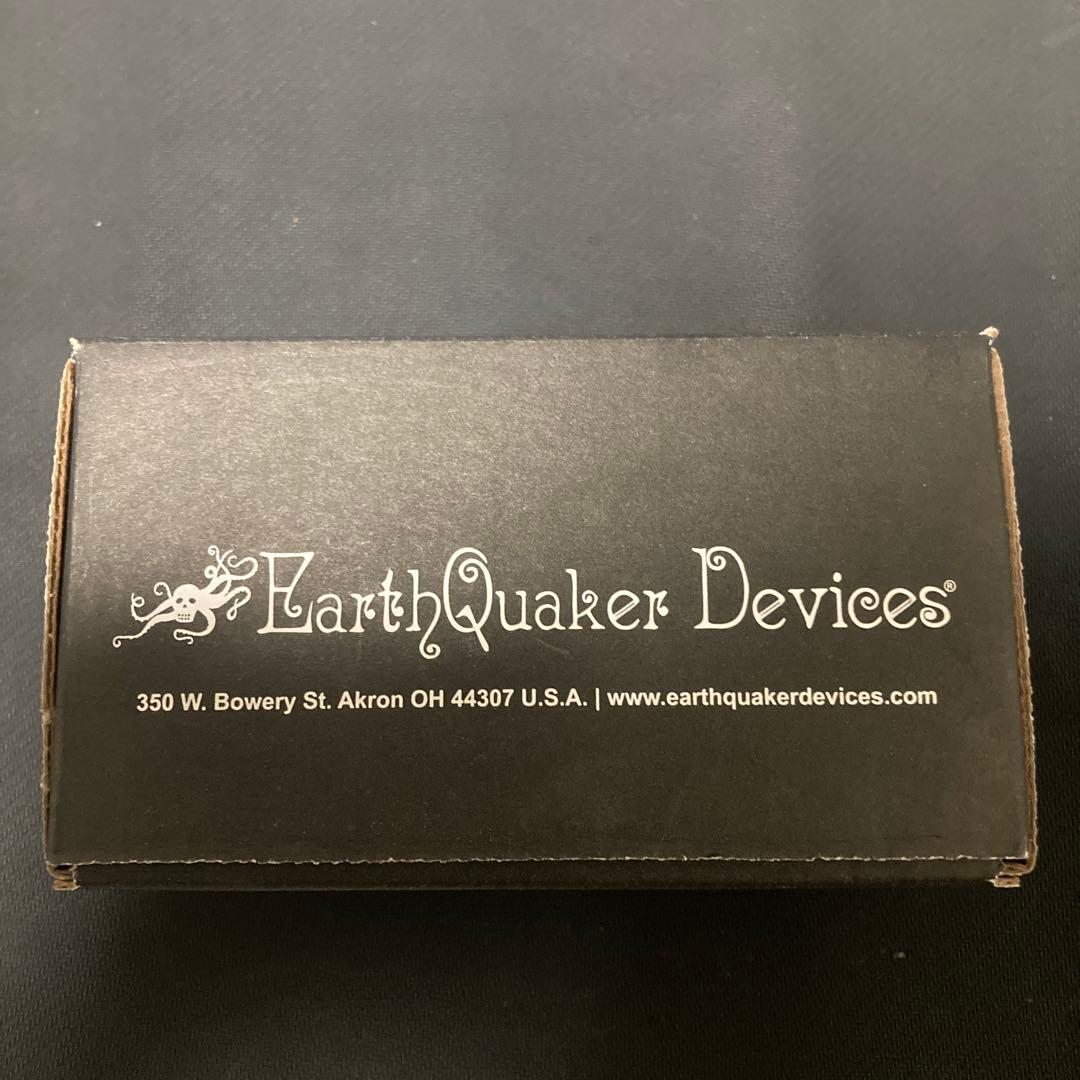 EarthQuaker Devices®
350 W. Bowery St. Akron OH 44307 U.S.A. | www.earthquakerdevices.com